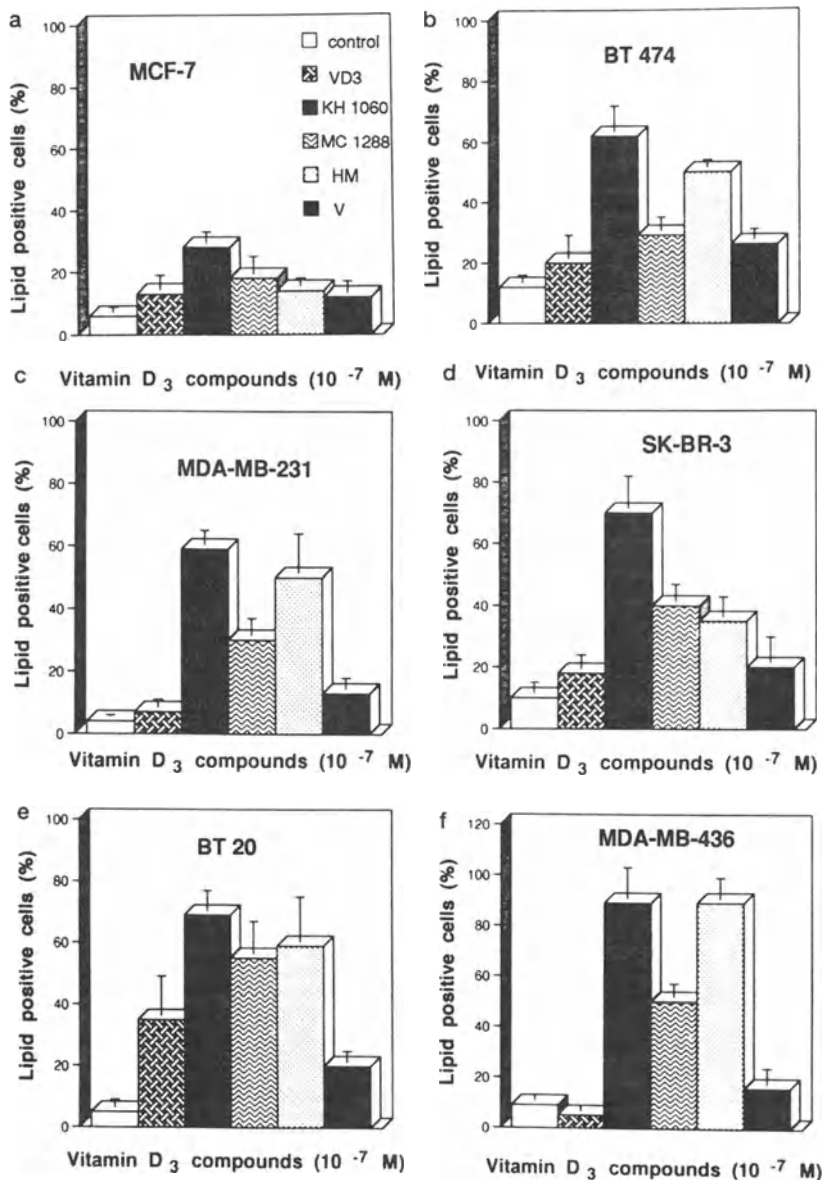 a
MCF-7
Lipid positive cells (%)
100
80
60
40
20
0
control
VD3
KH 1060
MC 1288
HM
V
Vitamin D 3 compounds (10 -7 M)
b
BT 474
Lipid positive cells (%)
100
80
60
40
20
0
Vitamin D 3 compounds (10 -7 M)
c
MDA-MB-231
Lipid positive cells (%)
100
80
60
40
20
0
Vitamin D 3 compounds (10 -7 M)
d
SK-BR-3
Lipid positive cells (%)
100
80
60
40
20
0
Vitamin D 3 compounds (10 -7 M)
e
BT 20
Lipid positive cells (%)
100
80
60
40
20
0
Vitamin D 3 compounds (10 -7 M)
f
MDA-MB-436
Lipid positive cells (%)
120
100
80
60
40
20
0
Vitamin D 3 compounds (10 -7 M)